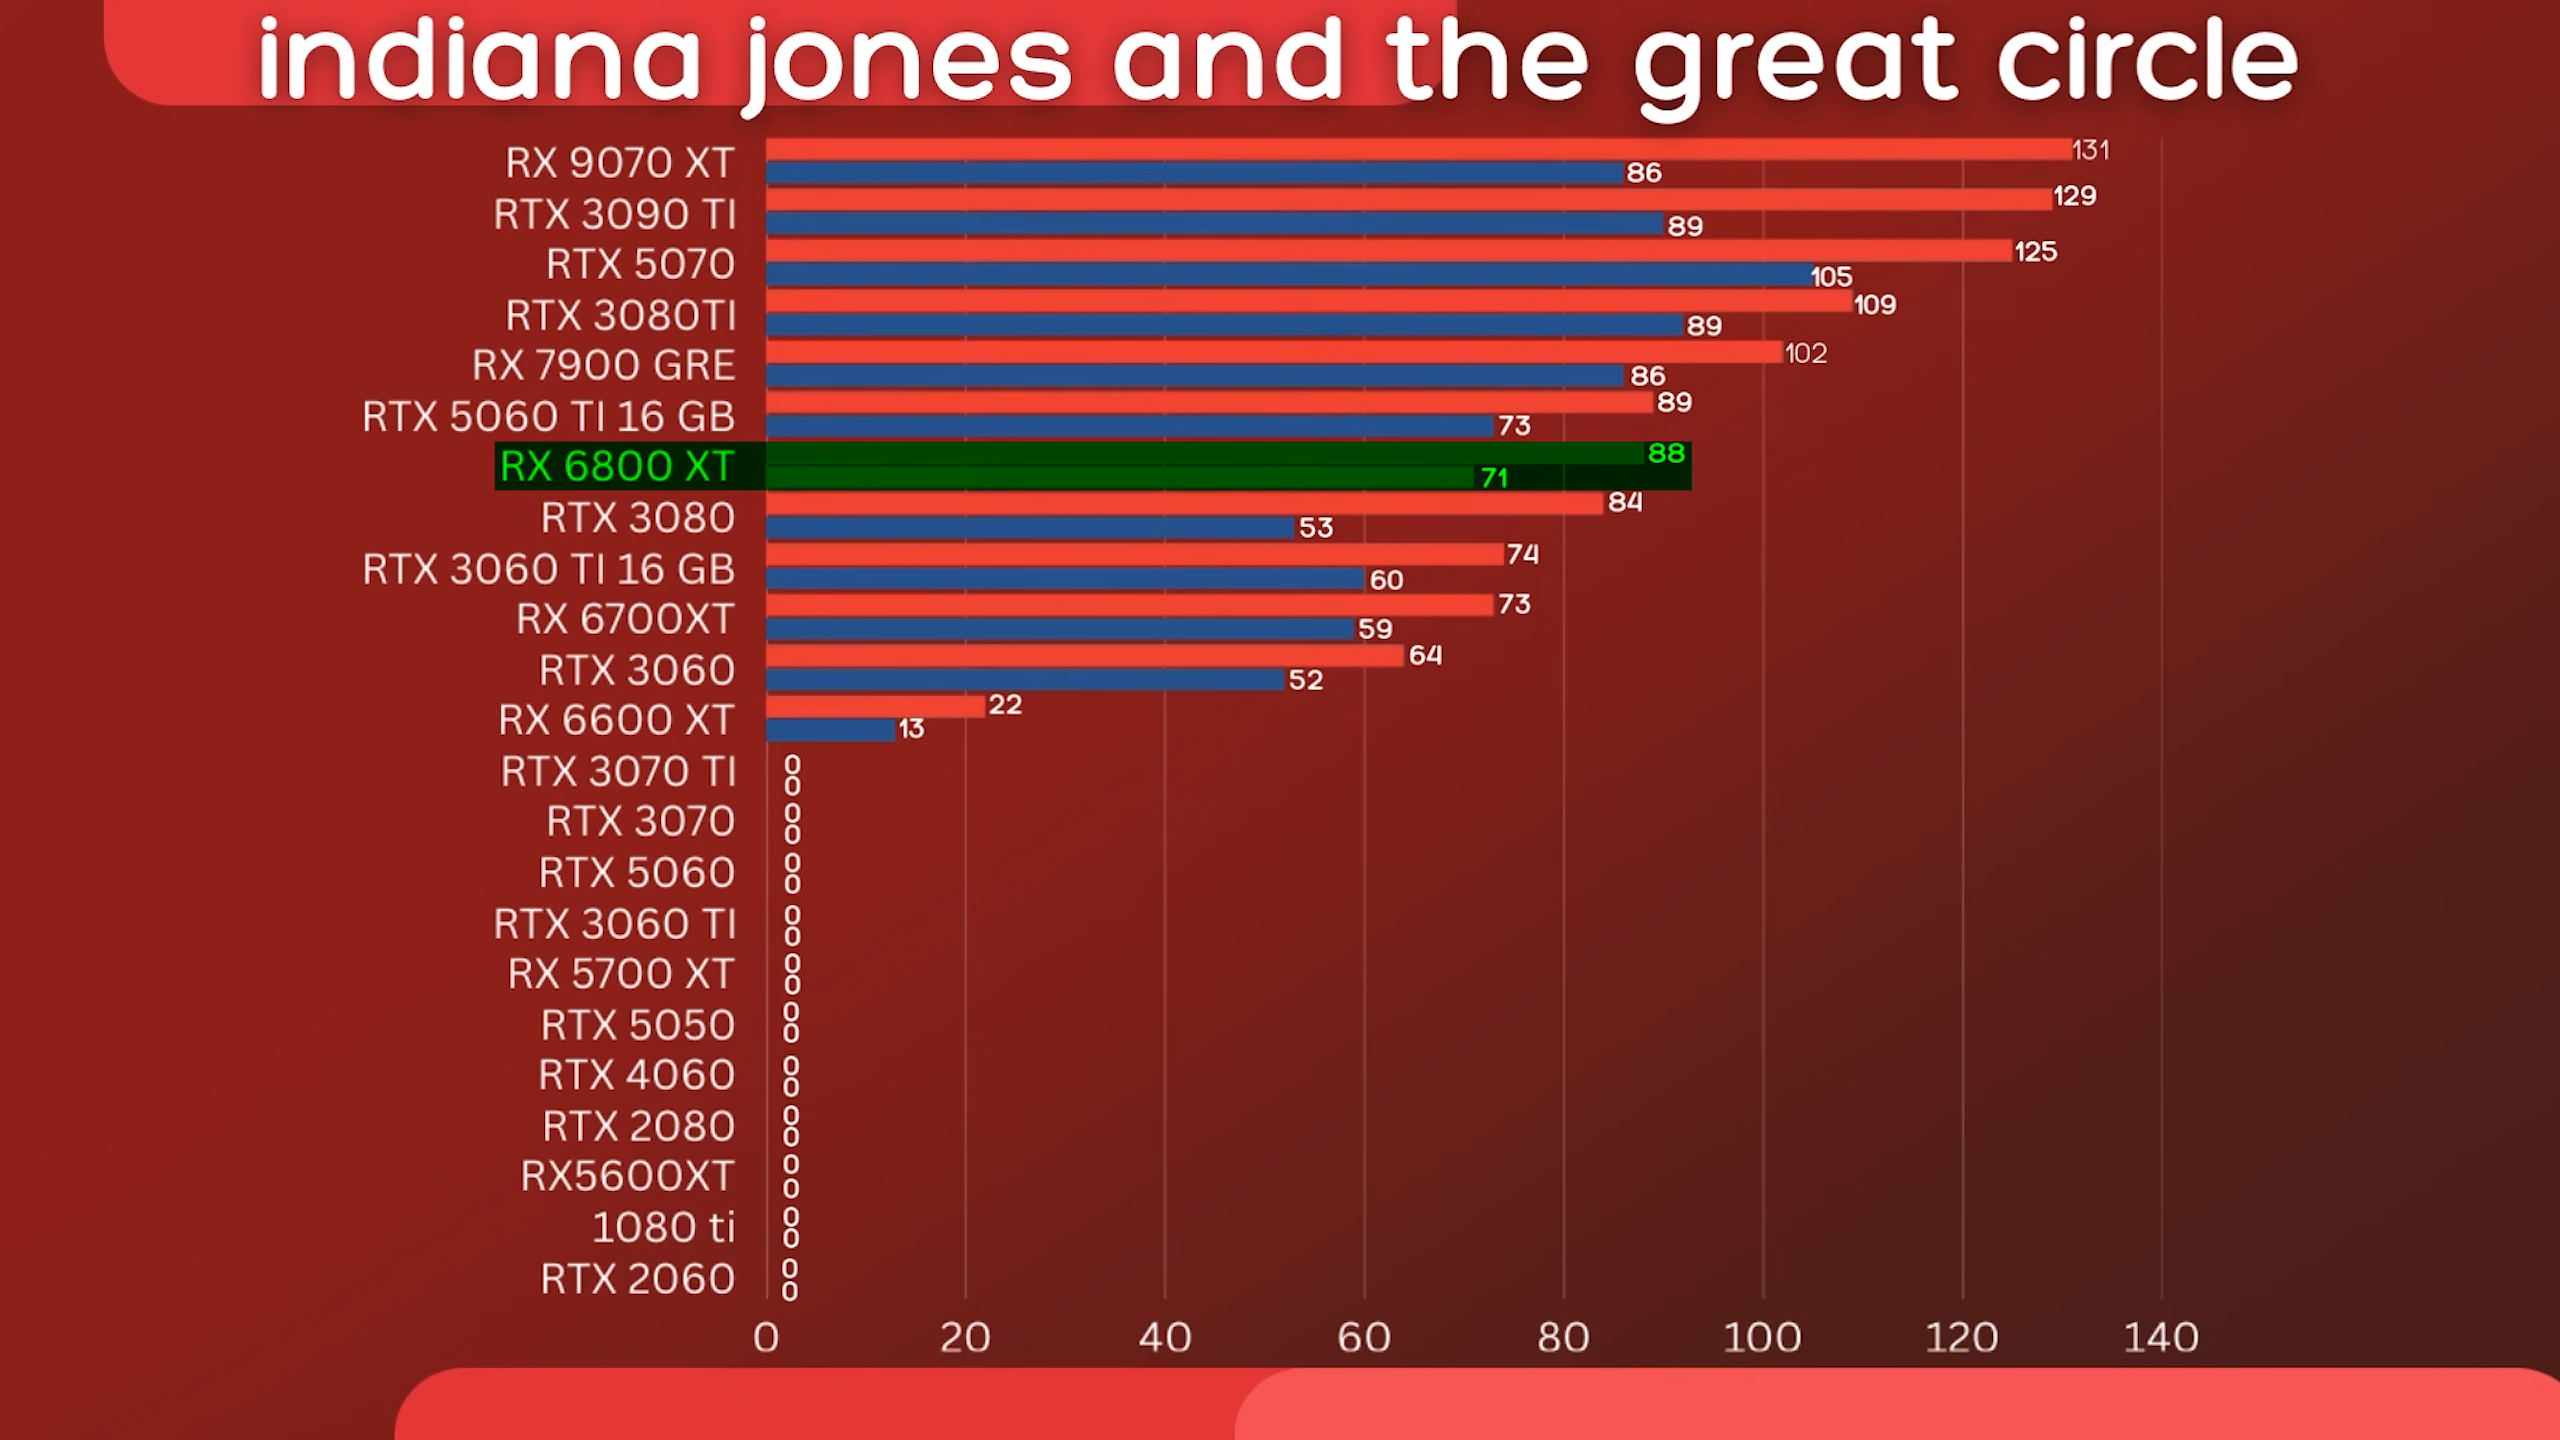 indiana jones and the great circle
RX 9070 XT 131
86
RTX 3090 TI 129
89
RTX 5070 125
105
RTX 3080TI 109
89
RX 7900 GRE 102
86
RTX 5060 TI 16 GB 89
73
RX 6800 XT 88
71
RTX 3080 84
53
RTX 3060 TI 16 GB 74
60
RX 6700XT 73
59
RTX 3060 64
52
RX 6600 XT 22
13
RTX 3070 TI 0
0
RTX 3070 0
0
RTX 5060 0
0
RTX 3060 TI 0
0
RX 5700 XT 0
0
RTX 5050 0
0
RTX 4060 0
0
RTX 2080 0
0
RX5600XT 0
0
1080 ti 0
0
RTX 2060 0
0
0 20 40 60 80 100 120 140